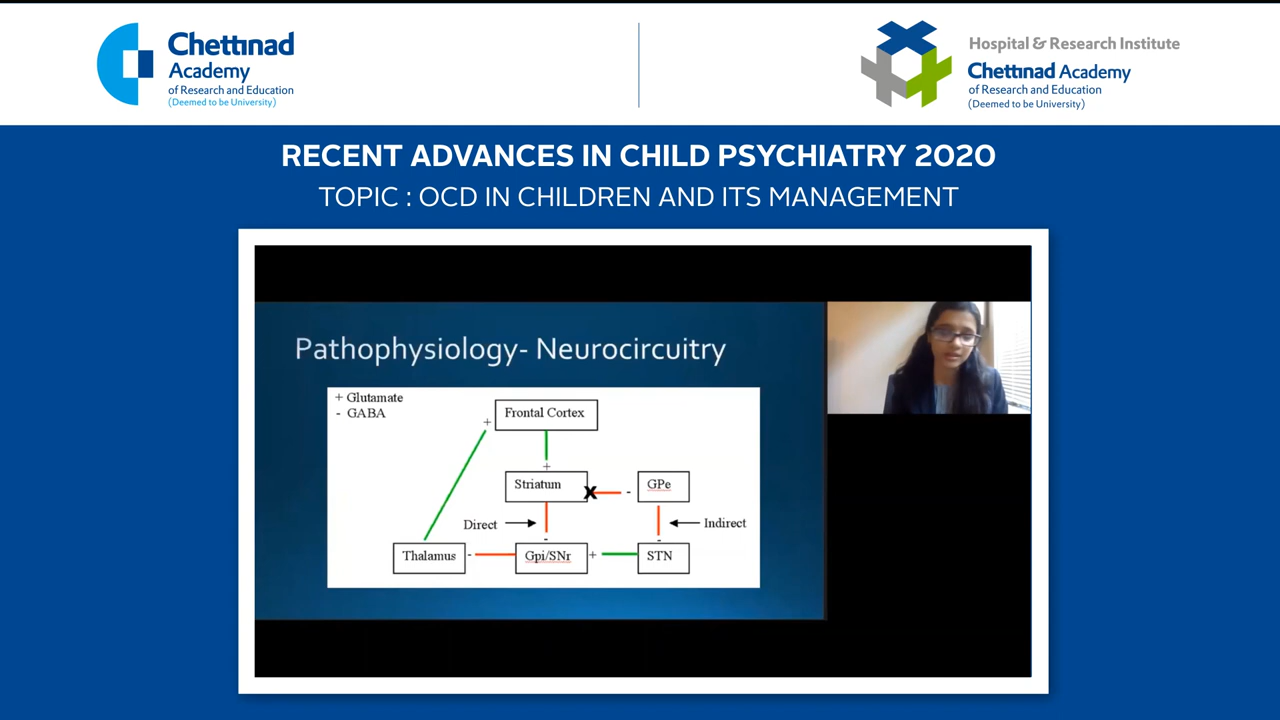 Chettinad
Academy
of Research and Education
(Deemed to be University)
Hospital & Research Institute
Chettinad Academy
of Research and Education
(Deemed to be University)
RECENT ADVANCES IN CHILD PSYCHIATRY 2020
TOPIC : OCD IN CHILDREN AND ITS MANAGEMENT
Pathophysiology- Neurocircuitry
+ Glutamate
- GABA
+
Frontal Cortex
+
Striatum
X
-
GPe
Direct
Indirect
-
-
Thalamus
-
Gpi/SNr
+
STN